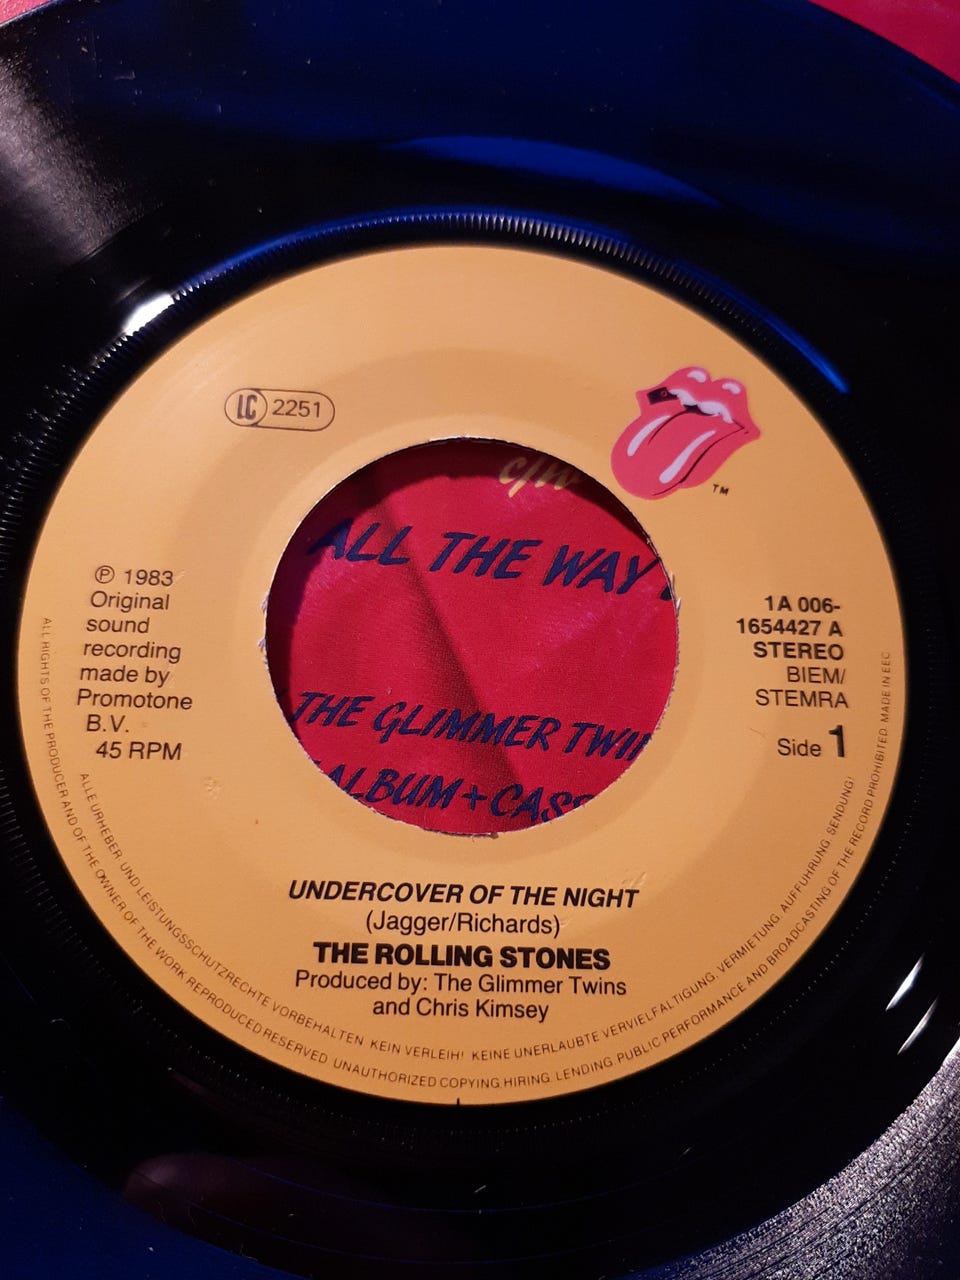 LC 2251
TM
c/w
ALL THE WAY
THE GLIMMER TWI
ALBUM + CASS
℗ 1983
Original
sound
recording
made by
Promotone
B.V.
45 RPM
1A 006-
1654427 A
STEREO
BIEM/
STEMRA
Side 1
UNDERCOVER OF THE NIGHT
(Jagger/Richards)
THE ROLLING STONES
Produced by: The Glimmer Twins
and Chris Kimsey
ALLE URHEBER- UND LEISTUNGSSCHUTZRECHTE VORBEHALTEN. KEIN VERLEIH! KEINE UNERLAUBTE VERVIELFÄLTIGUNG, VERMIETUNG, AUFFÜHRUNG, SENDUNG!
ALL RIGHTS OF THE PRODUCER AND OF THE OWNER OF THE WORK REPRODUCED RESERVED. UNAUTHORIZED COPYING, HIRING, LENDING, PUBLIC PERFORMANCE AND BROADCASTING OF THE RECORD PROHIBITED. MADE IN EEC